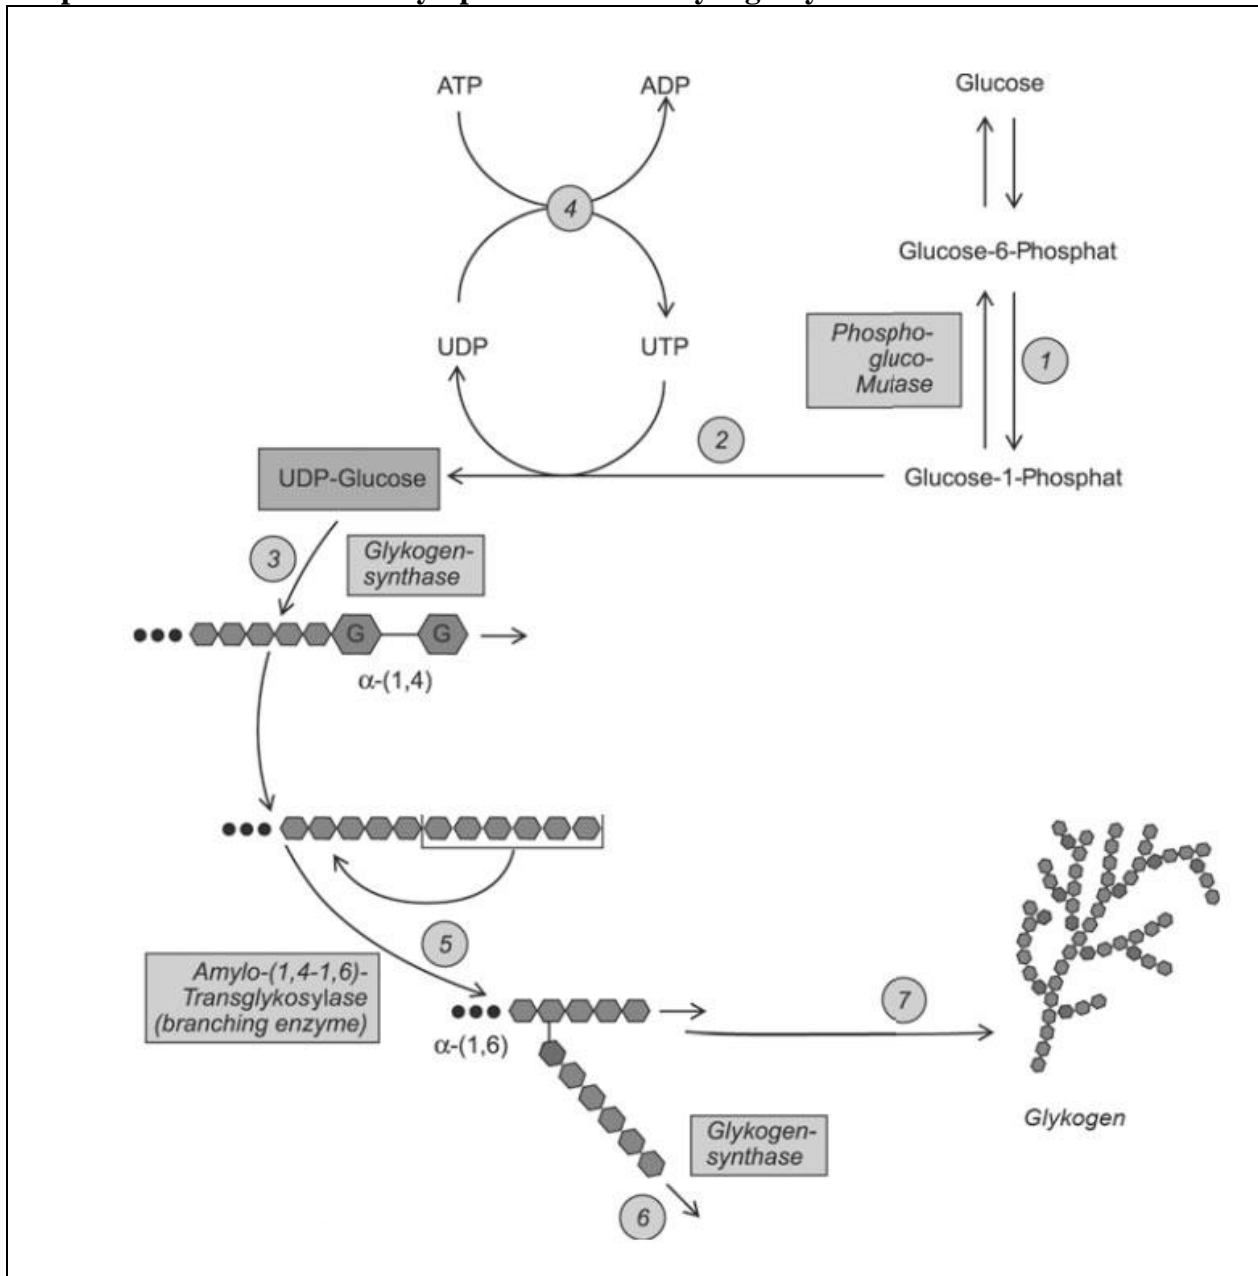 ATP
ADP
Glucose
4
Glucose-6-Phosphat
UDP
UTP
Phospho-
gluco-
Mutase
1
2
UDP-Glucose
Glucose-1-Phosphat
3
Glykogen-
synthase
G
G
α-(1,4)
5
Amylo-(1,4-1,6)-
Transglykosylase
(branching enzyme)
α-(1,6)
7
Glykogen
Glykogen-
synthase
6